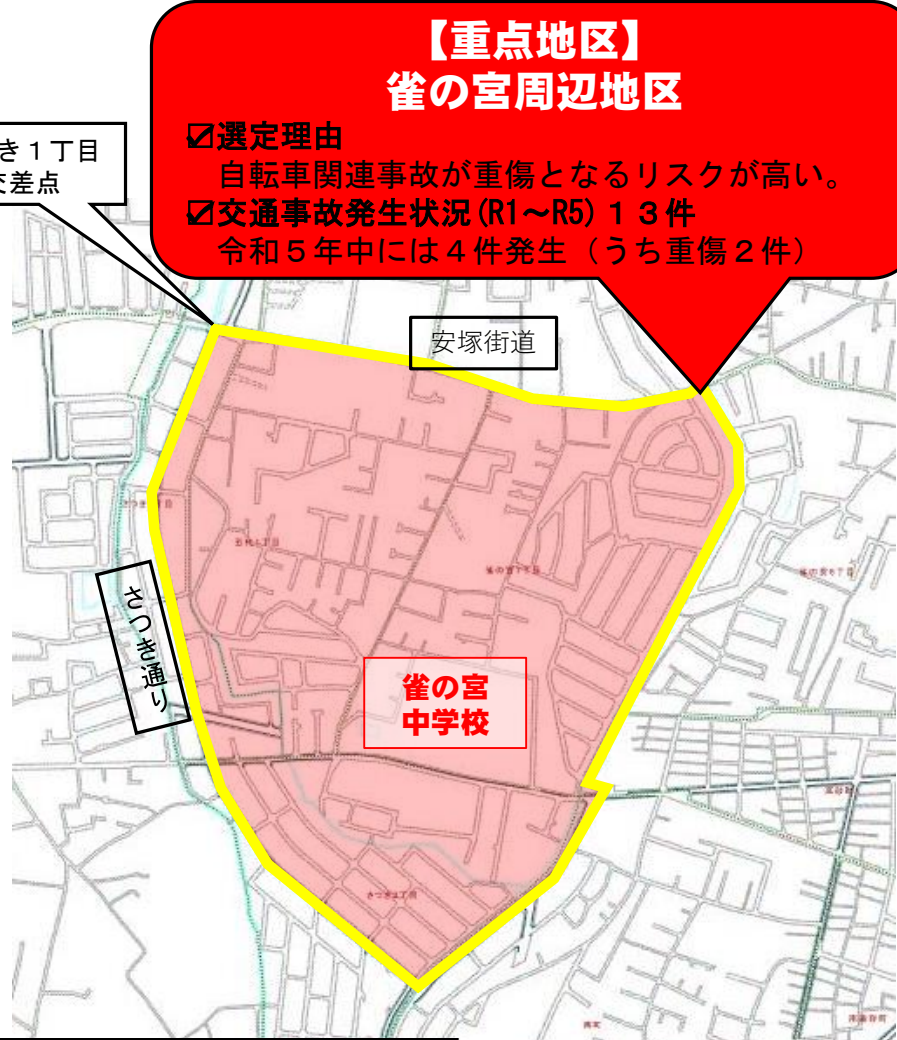 【重点地区】
雀の宮周辺地区
☑選定理由
自転車関連事故が重傷となるリスクが高い。
☑交通事故発生状況(R1～R5)１３件
令和５年中には４件発生（うち重傷２件）
き１丁目
交差点
安塚街道
さつき通り
雀の宮
中学校